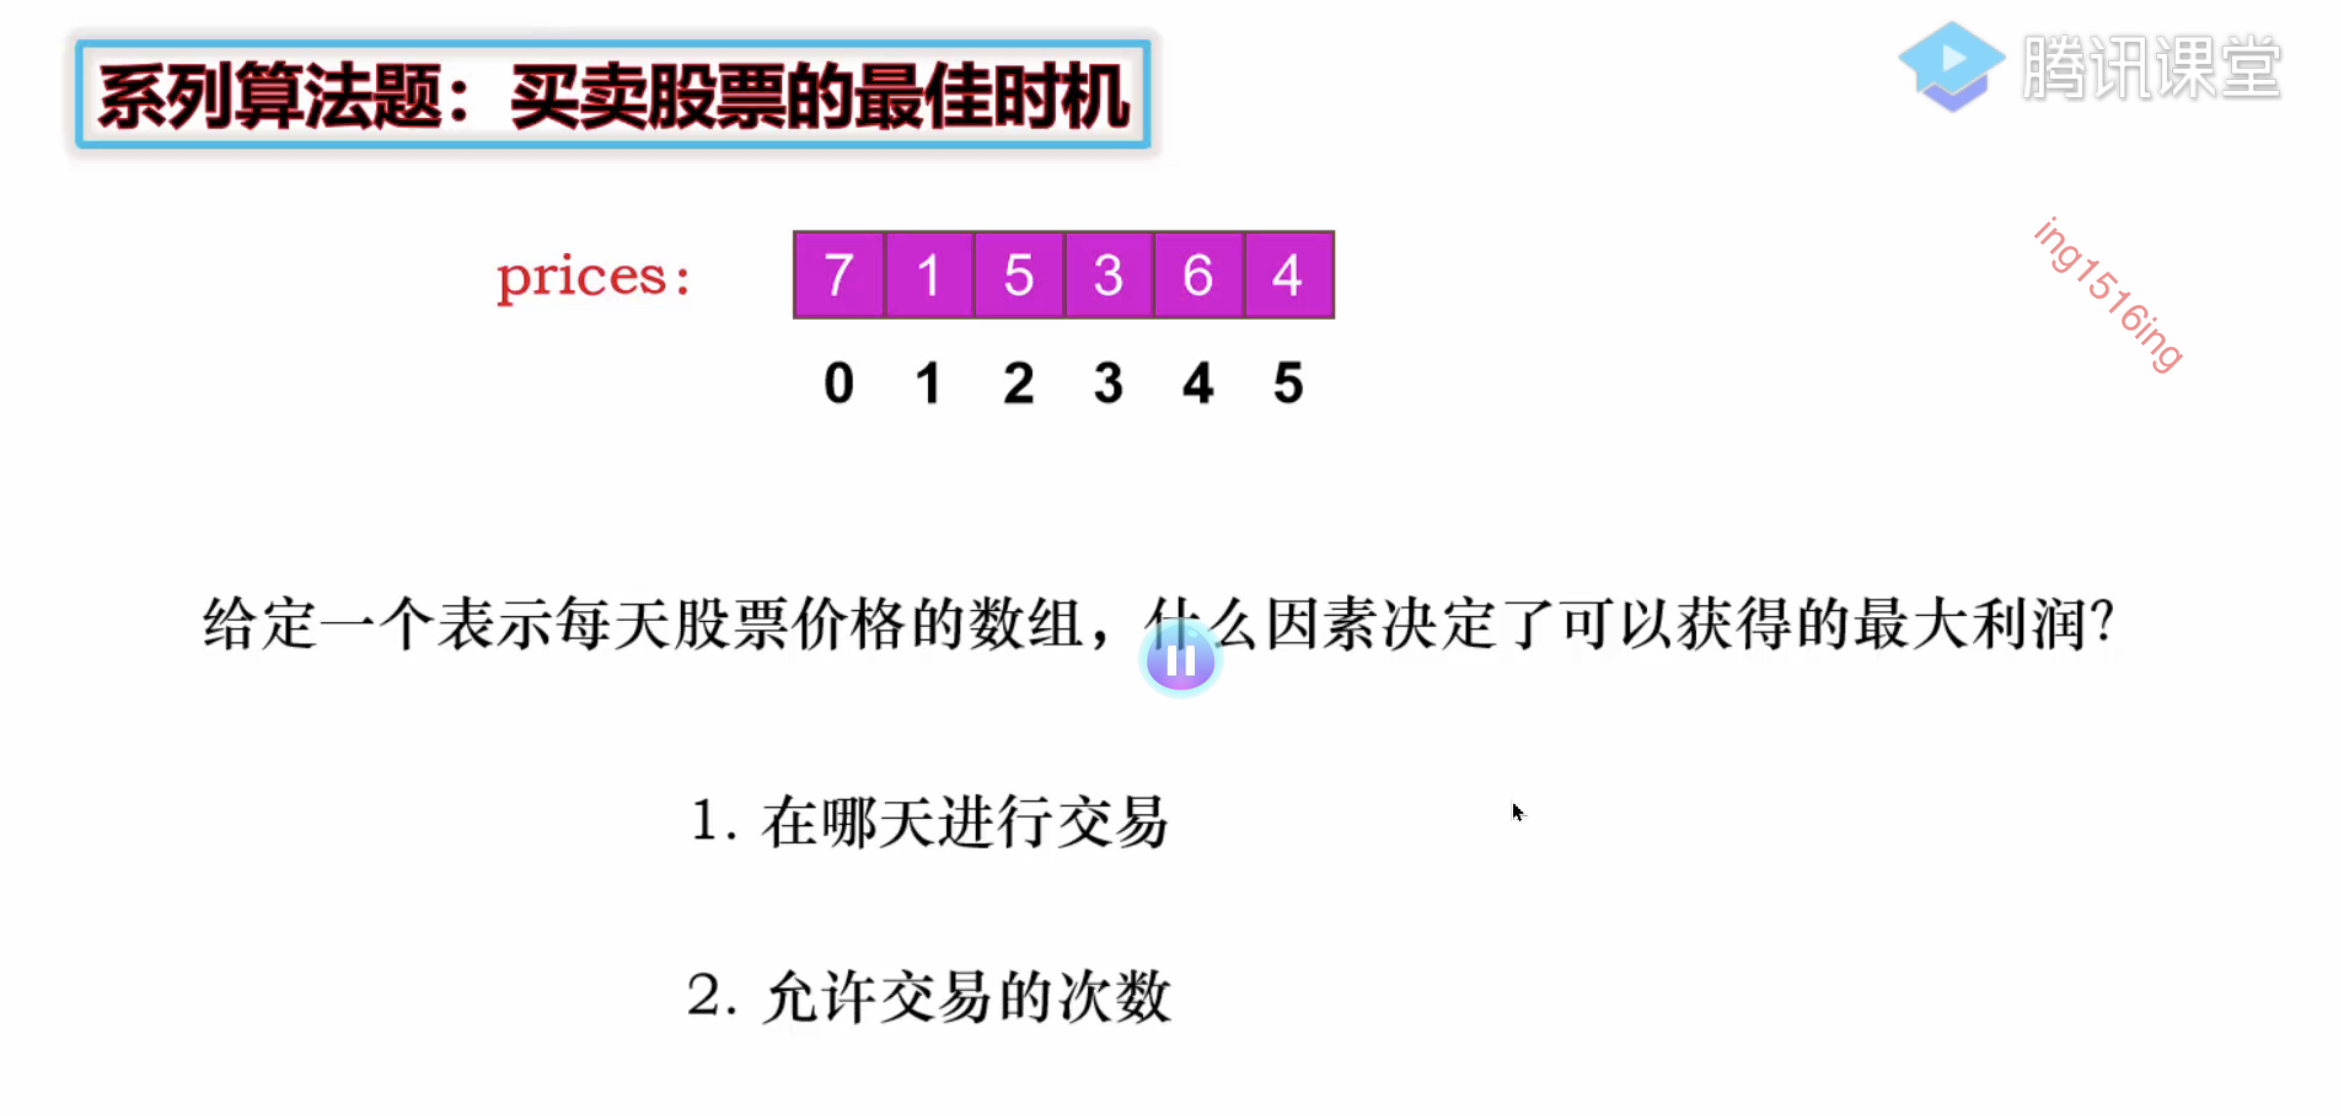 系列算法题：买卖股票的最佳时机
腾讯课堂
ing1516ing
prices: 7 1 5 3 6 4
0 1 2 3 4 5
给定一个表示每天股票价格的数组，什么因素决定了可以获得的最大利润？
1. 在哪天进行交易
2. 允许交易的次数